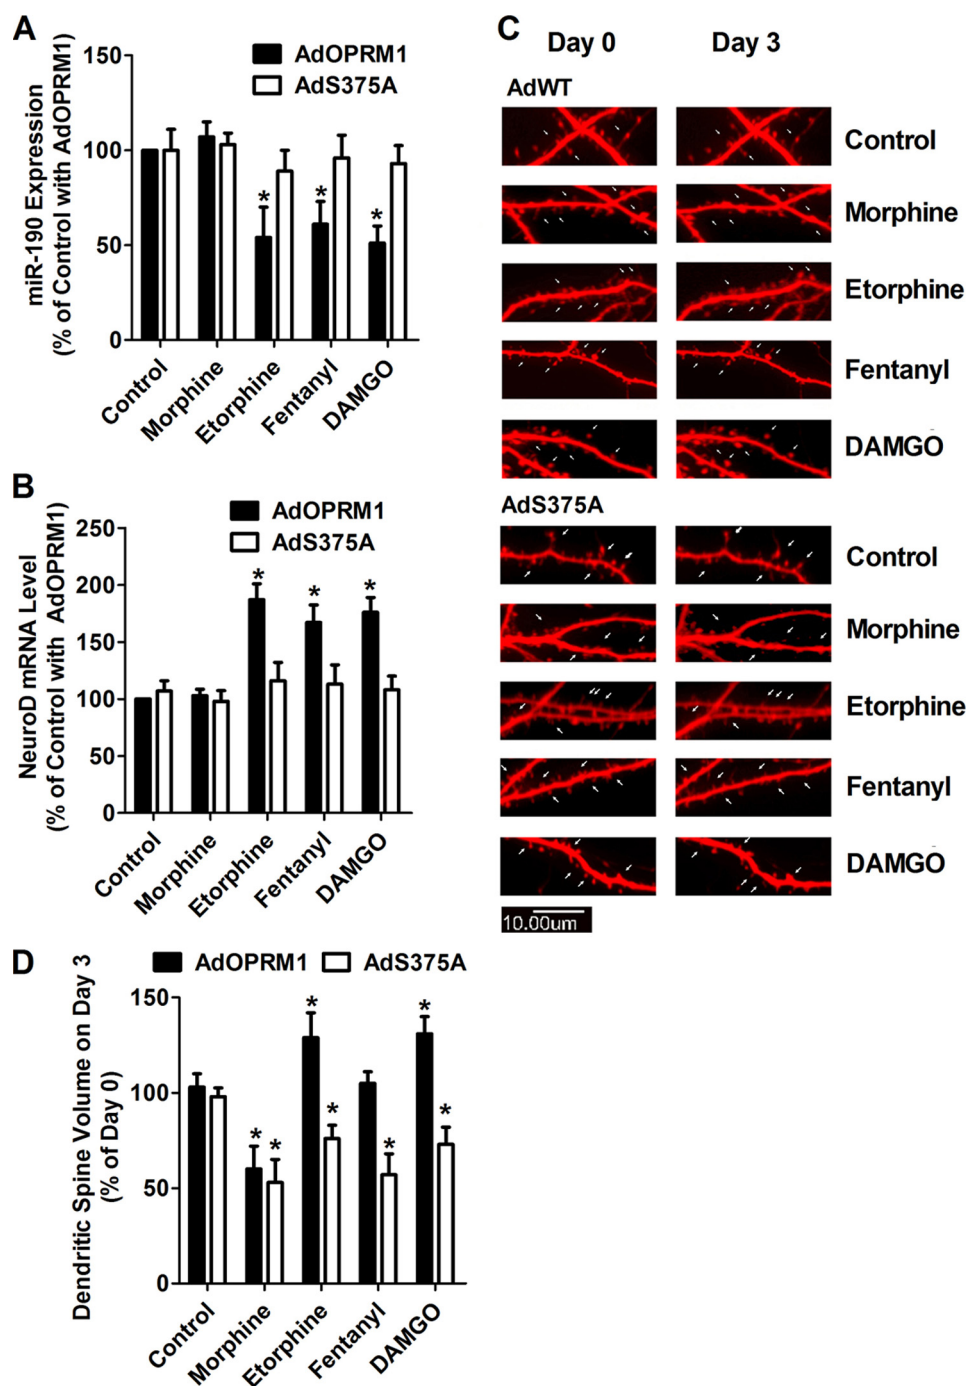 A
miR-190 Expression
(% of Control with AdOPRM1)
150
100
50
0
AdOPRM1
AdS375A
*
*
*
Control
Morphine
Etorphine
Fentanyl
DAMGO
B
NeuroD mRNA Level
(% of Control with AdOPRM1)
250
200
150
100
50
0
AdOPRM1
AdS375A
*
*
*
Control
Morphine
Etorphine
Fentanyl
DAMGO
C
Day 0 Day 3
AdWT
Control
Morphine
Etorphine
Fentanyl
DAMGO
AdS375A
Control
Morphine
Etorphine
Fentanyl
DAMGO
10.00um
D
AdOPRM1 AdS375A
Dendritic Spine Volume on Day 3
(% of Day 0)
150
100
50
0
*
*
*
*
*
*
*
Control
Morphine
Etorphine
Fentanyl
DAMGO